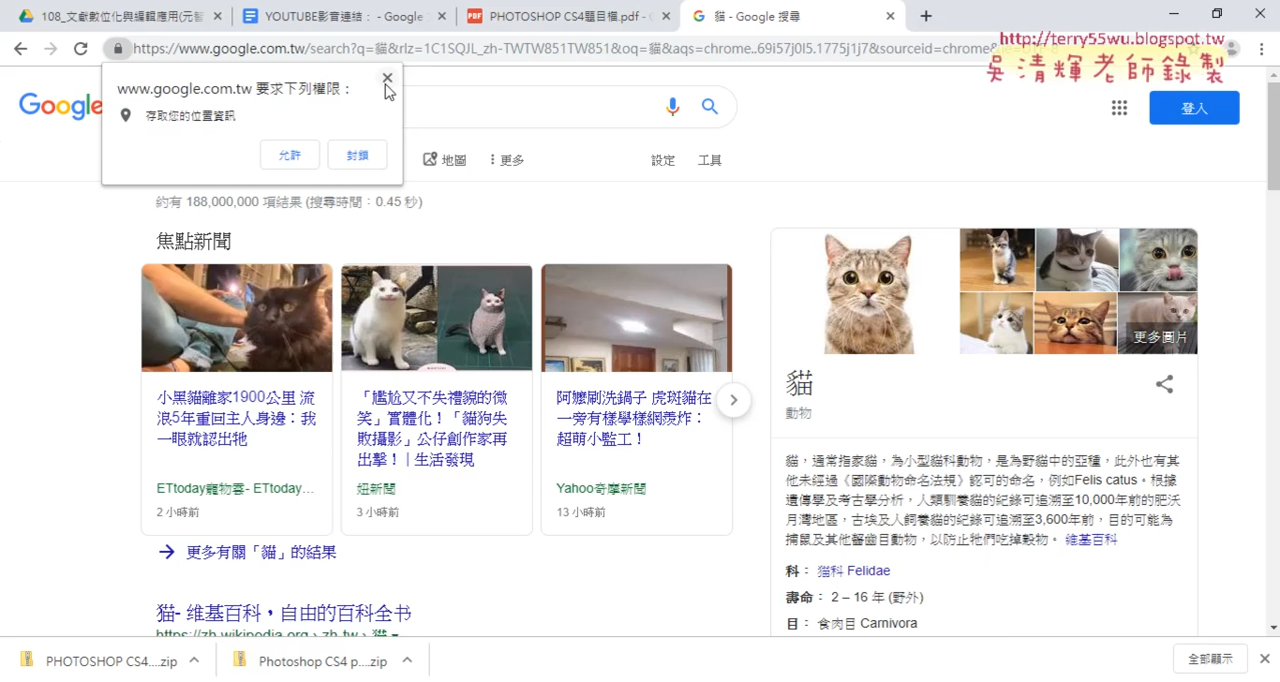 108_文獻數位化與編輯應用(元智
YOUTUBE影音連結： - Google
PHOTOSHOP CS4題目檔.pdf - G
貓 - Google 搜尋
https://www.google.com.tw/search?q=貓&rlz=1C1SQJL_zh-TWTW851TW851&oq=貓&aqs=chrome..69i57j0l5.1775j1j7&sourceid=chrome
http://terry55wu.blogspot.tw
吳清輝老師錄製
www.google.com.tw 要求下列權限：
存取您的位置資訊
允許
封鎖
Google
地圖
更多
設定
工具
登入
約有 188,000,000 項結果 (搜尋時間：0.45 秒)
焦點新聞
小黑貓離家1900公里 流
浪5年重回主人身邊：我
一眼就認出牠
ETtoday寵物雲- ETtoday...
2 小時前
「尷尬又不失禮貌的微
笑」實體化！「貓狗失
敗攝影」公仔創作家再
出擊！ | 生活發現
妞新聞
3 小時前
阿嬤刷洗鍋子 虎斑貓在
一旁有樣學樣網羨炸：
超萌小監工！
Yahoo奇摩新聞
13 小時前
更多有關「貓」的結果
猫- 维基百科，自由的百科全书
https://zh.wikipedia.org › zh-tw › 貓
更多圖片
貓
動物
貓，通常指家貓，為小型貓科動物，是為野貓中的亞種，此外也有其
他未經過《國際動物命名法規》認可的命名，例如Felis catus。根據
遺傳學及考古學分析，人類馴養貓的紀錄可追溯至10,000年前的肥沃
月灣地區，古埃及人飼養貓的紀錄可追溯至3,600年前，目的可能為
捕鼠及其他齧齒目動物，以防止牠們吃掉穀物。 维基百科
科： 猫科 Felidae
壽命： 2 – 16 年 (野外)
目： 食肉目 Carnivora
PHOTOSHOP CS4....zip
Photoshop CS4 p....zip
全部顯示